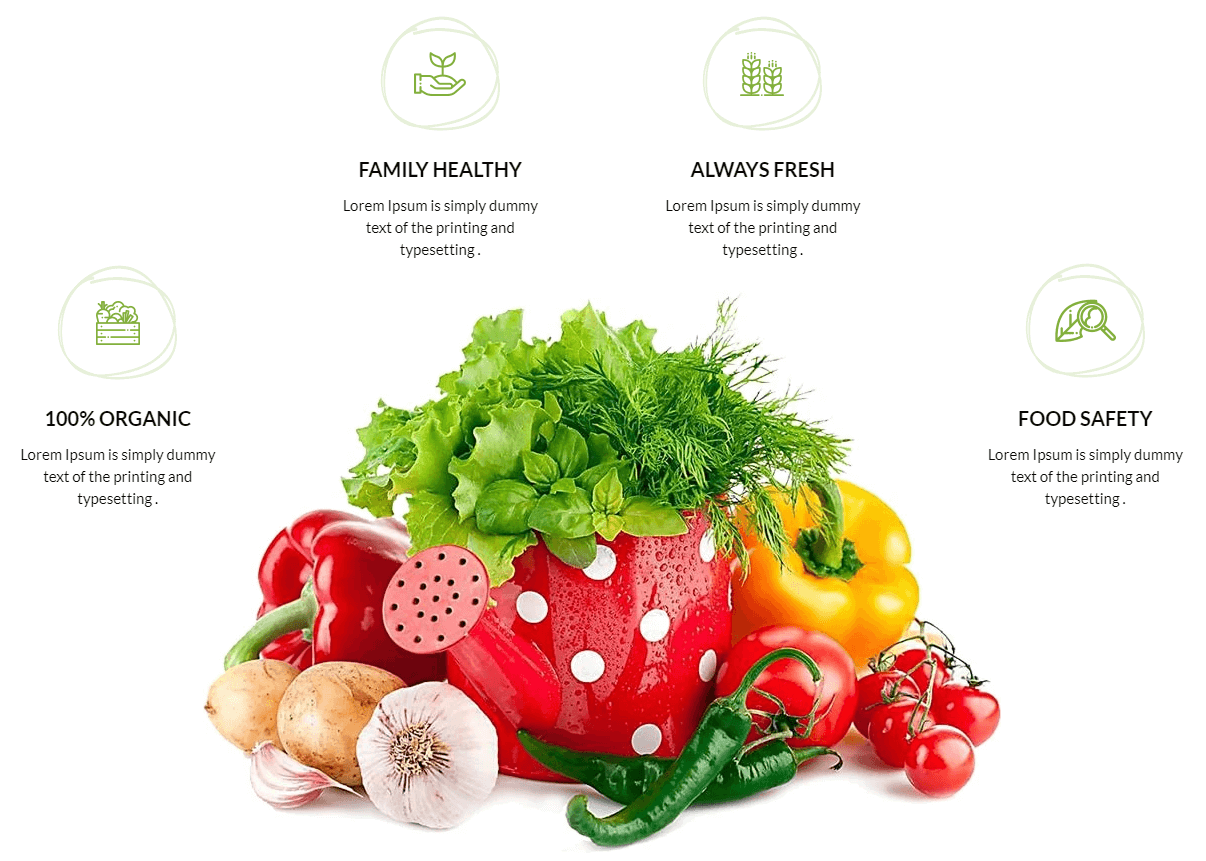 FAMILY HEALTHY
Lorem Ipsum is simply dummy
text of the printing and
typesetting .
ALWAYS FRESH
Lorem Ipsum is simply dummy
text of the printing and
typesetting .
100% ORGANIC
Lorem Ipsum is simply dummy
text of the printing and
typesetting .
FOOD SAFETY
Lorem Ipsum is simply dummy
text of the printing and
typesetting .